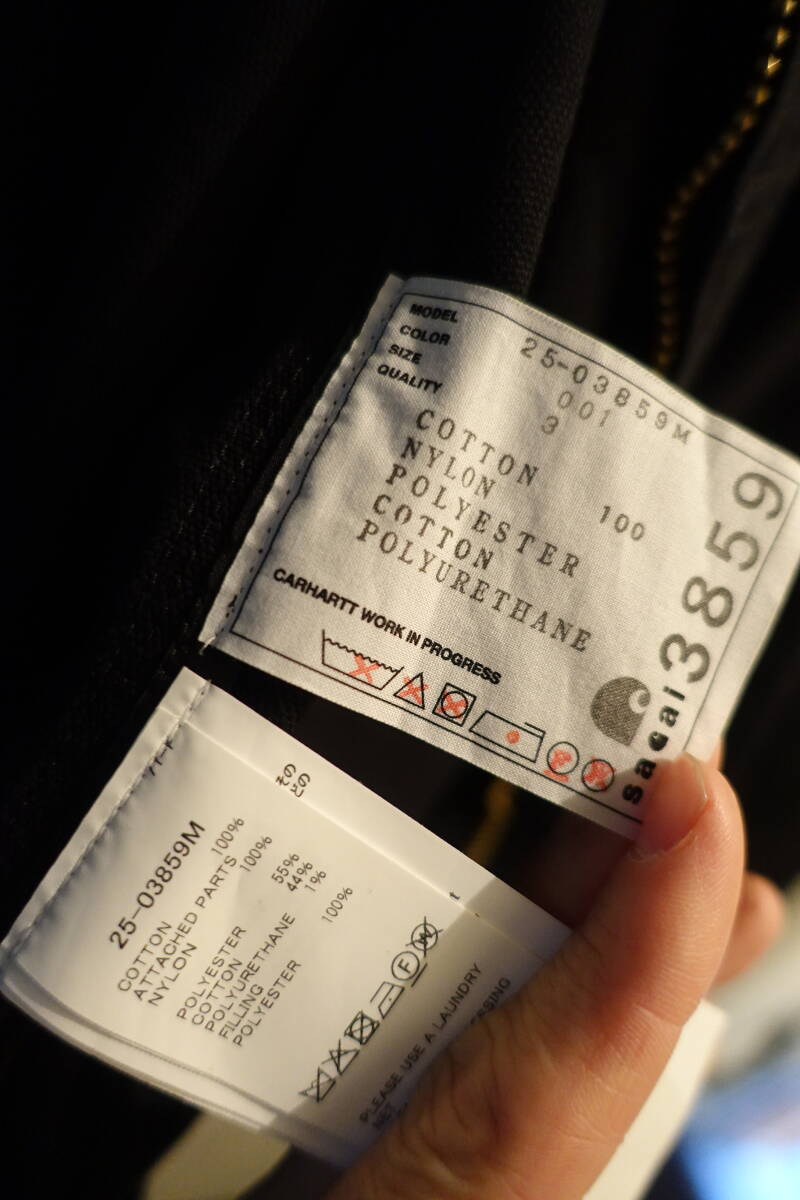 MODEL 25-03859M
COLOR 001
SIZE 3
QUALITY
COTTON 100
NYLON
POLYESTER
COTTON
POLYURETHANE
CARHARTT WORK IN PROGRESS
sacai 3859
25-03859M
COTTON 100%
ATTACHED PARTS
NYLON 100%
POLYESTER 55%
COTTON 44%
POLYURETHANE 1%
FILLING
POLYESTER 100%
F
W
PLEASE USE A LAUNDRY
NET